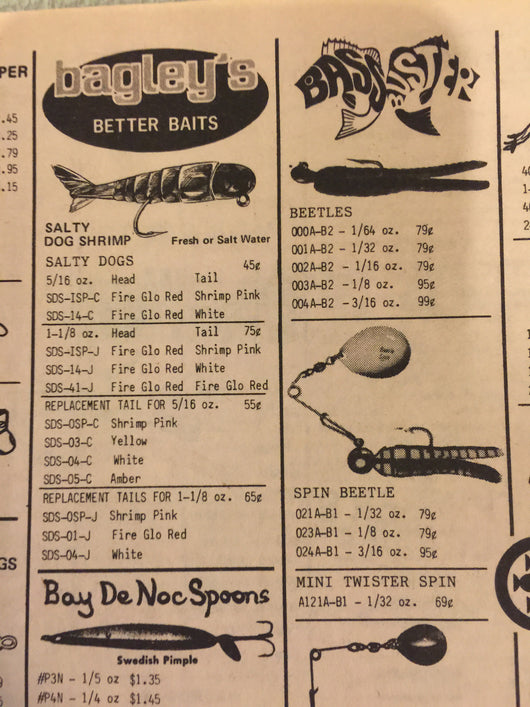 PER
.45
.25
.79
.95
.15
GS
bagley's
BETTER BAITS
SALTY
DOG SHRIMP
Fresh or Salt Water
SALTY DOGS 45¢
5/16 oz. Head Tail
SDS-ISP-C Fire Glo Red Shrimp Pink
SDS-14-C Fire Glo Red White
1-1/8 oz. Head Tail 75¢
SDS-ISP-J Fire Glo Red Shrimp Pink
SDS-14-J Fire Glo Red White
SDS-41-J Fire Glo Red Fire Glo Red
REPLACEMENT TAIL FOR 5/16 oz. 55¢
SDS-OSP-C Shrimp Pink
SDS-03-C Yellow
SDS-04-C White
SDS-05-C Amber
REPLACEMENT TAILS FOR 1-1/8 oz. 65¢
SDS-OSP-J Shrimp Pink
SDS-01-J Fire Glo Red
SDS-04-J White
Bay De Noc Spoons
Swedish Pimple
#P3N - 1/5 oz $1.35
#P4N - 1/4 oz $1.45
BASS BUSTER
BEETLES
000A-B2 - 1/64 oz. 79¢
001A-B2 - 1/32 oz. 79¢
002A-B2 - 1/16 oz. 79¢
003A-B2 - 1/8 oz. 95¢
004A-B2 - 3/16 oz. 99¢
SPIN BEETLE
021A-B1 - 1/32 oz. 79¢
023A-B1 - 1/8 oz. 79¢
024A-B1 - 3/16 oz. 95¢
MINI TWISTER SPIN
A121A-B1 - 1/32 oz. 69¢